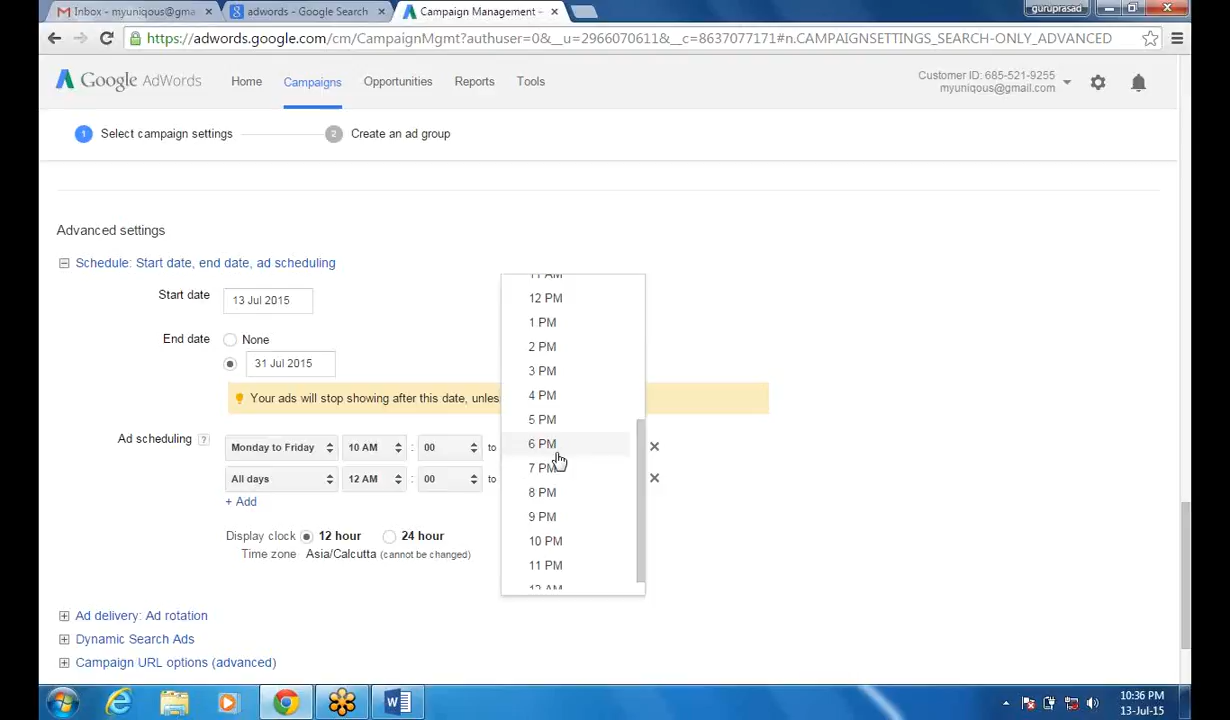 Inbox - myuniqous@gma
adwords - Google Search
Campaign Management -
guruprasad
https://adwords.google.com/cm/CampaignMgmt?authuser=0&__u=2966070611&__c=8637077171#n.CAMPAIGNSETTINGS_SEARCH-ONLY_ADVANCED
Google AdWords
Home
Campaigns
Opportunities
Reports
Tools
Customer ID: 685-521-9255
myuniqous@gmail.com
1 Select campaign settings
2 Create an ad group
Advanced settings
Schedule: Start date, end date, ad scheduling
Start date
13 Jul 2015
End date
None
31 Jul 2015
Your ads will stop showing after this date, unles
Ad scheduling ?
Monday to Friday 10 AM : 00 to
All days 12 AM : 00 to
+ Add
Display clock 12 hour 24 hour
Time zone Asia/Calcutta (cannot be changed)
11 AM
12 PM
1 PM
2 PM
3 PM
4 PM
5 PM
6 PM
7 PM
8 PM
9 PM
10 PM
11 PM
12 AM
Ad delivery: Ad rotation
Dynamic Search Ads
Campaign URL options (advanced)
10:36 PM
13-Jul-15